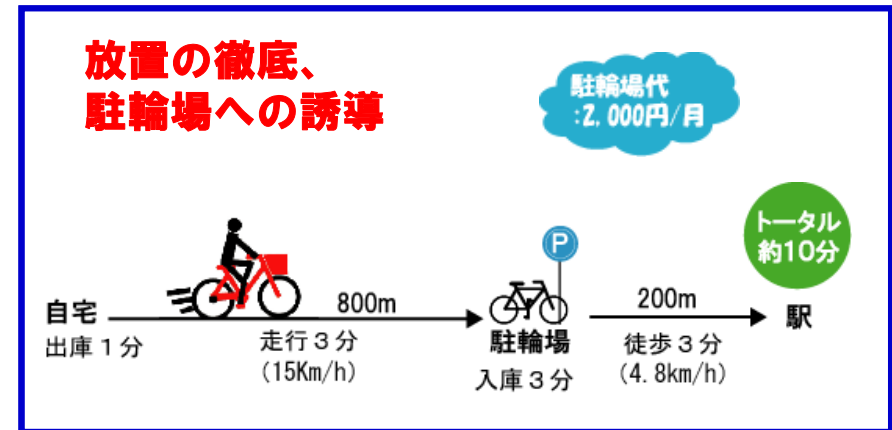 放置の徹底、
駐輪場への誘導
駐輪場代
:2,000円/月
トータル
約10分
P
800m
200m
自宅
駐輪場
駅
出庫1分
走行3分
(15Km/h)
入庫3分
徒歩3分
(4.8km/h)